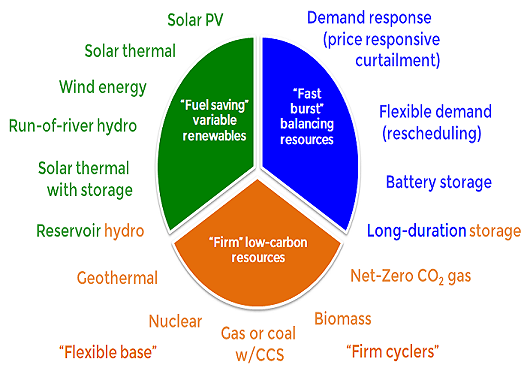 Solar PV
Solar thermal
Wind energy
Run-of-river hydro
Solar thermal
with storage
Reservoir hydro
Geothermal
Nuclear
"Flexible base"
Gas or coal
w/CCS
Biomass
"Firm cyclers"
Net-Zero CO₂ gas
Long-duration storage
Battery storage
Flexible demand
(rescheduling)
Demand response
(price responsive
curtailment)
"Fuel saving"
variable
renewables
"Fast
burst"
balancing
resources
"Firm" low-carbon
resources